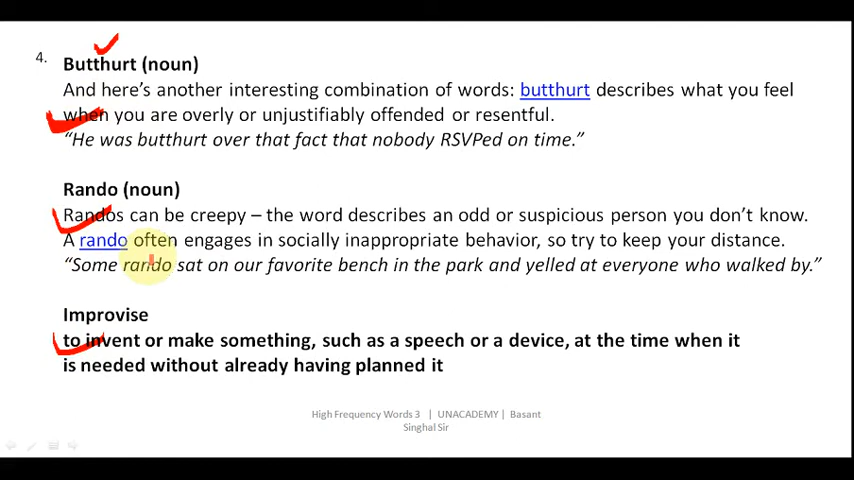 4.
Butthurt (noun)
And here's another interesting combination of words: butthurt describes what you feel
when you are overly or unjustifiably offended or resentful.
"He was butthurt over that fact that nobody RSVPed on time."
Rando (noun)
Randos can be creepy – the word describes an odd or suspicious person you don't know.
A rando often engages in socially inappropriate behavior, so try to keep your distance.
"Some rando sat on our favorite bench in the park and yelled at everyone who walked by."
Improvise
to invent or make something, such as a speech or a device, at the time when it
is needed without already having planned it
High Frequency Words 3 | UNACADEMY | Basant
Singhal Sir